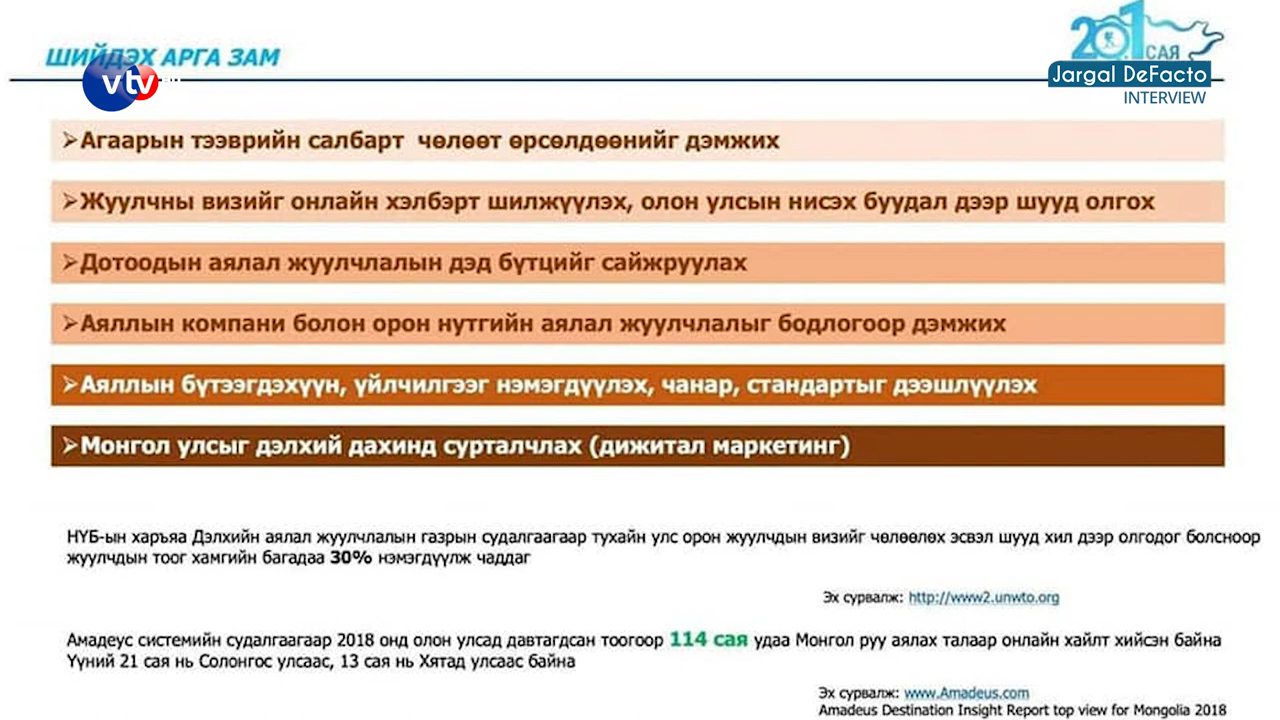 ШИЙДЭХ АРГА ЗАМ
vtv
20.1 САЯ
Jargal DeFacto
INTERVIEW
➢Агаарын тээврийн салбарт чөлөөт өрсөлдөөнийг дэмжих
➢Жуулчны визийг онлайн хэлбэрт шилжүүлэх, олон улсын нисэх буудал дээр шууд олгох
➢Дотоодын аялал жуулчлалын дэд бүтцийг сайжруулах
➢Аяллын компани болон орон нутгийн аялал жуулчлалыг бодлогоор дэмжих
➢Аяллын бүтээгдэхүүн, үйлчилгээг нэмэгдүүлэх, чанар, стандартыг дээшлүүлэх
➢Монгол улсыг дэлхий дахинд сурталчлах (дижитал маркетинг)
НҮБ-ын харъяа Дэлхийн аялал жуулчлалын газрын судалгаагаар тухайн улс орон жуулчдын визийг чөлөөлөх эсвэл шууд хил дээр олгодог болсноор
жуулчдын тоог хамгийн багадаа 30% нэмэгдүүлж чаддаг
Эх сурвалж: http://www2.unwto.org
Амадеус системийн судалгаагаар 2018 онд олон улсад давтагдсан тоогоор 114 сая удаа Монгол руу аялах талаар онлайн хайлт хийсэн байна
Үүний 21 сая нь Солонгос улсаас, 13 сая нь Хятад улсаас байна
Эх сурвалж: www.Amadeus.com
Amadeus Destination Insight Report top view for Mongolia 2018